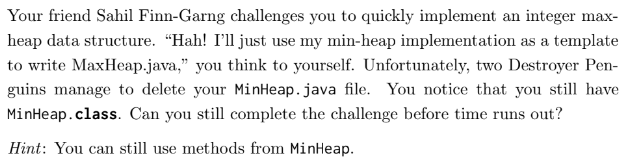 Your friend Sahil Finn-Garng challenges you to quickly implement an integer max-
heap data structure. “Hah! I’ll just use my min-heap implementation as a template
to write MaxHeap.java,” you think to yourself. Unfortunately, two Destroyer Pen-
guins manage to delete your MinHeap.java file. You notice that you still have
MinHeap.class. Can you still complete the challenge before time runs out?
Hint: You can still use methods from MinHeap.